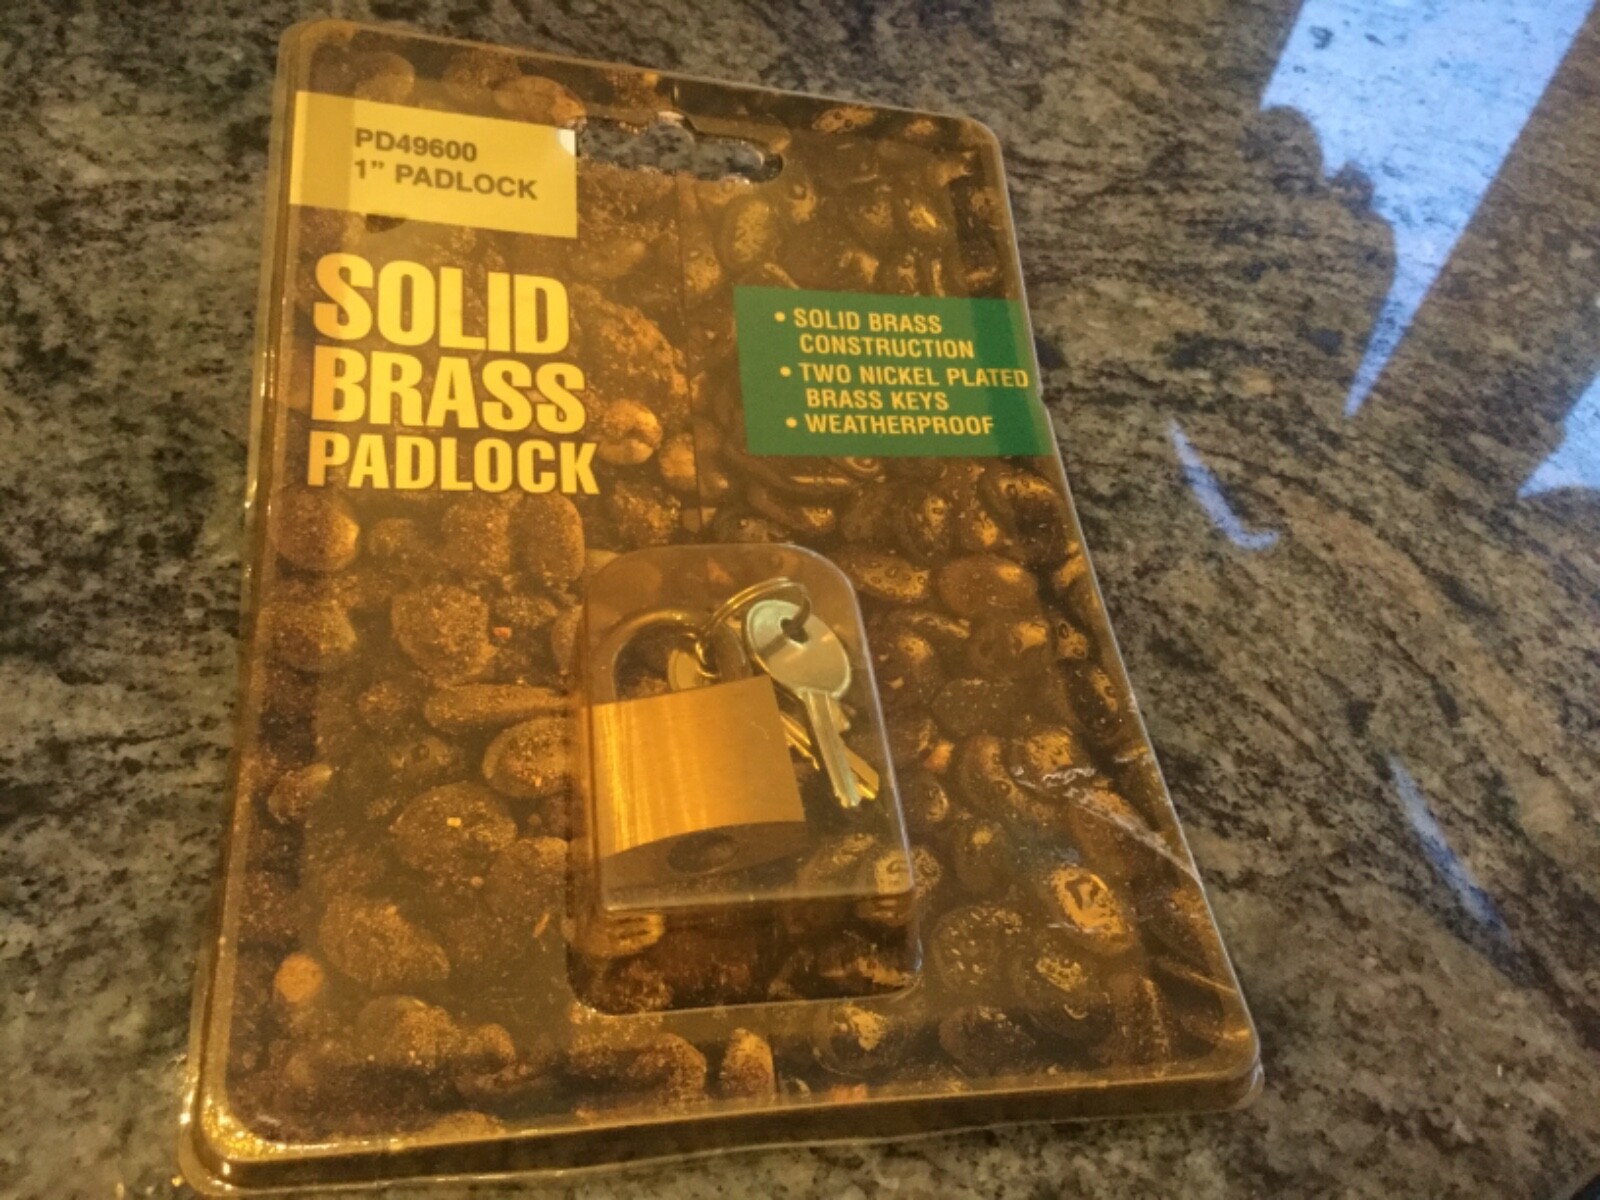 PD49600
1” PADLOCK
SOLID
BRASS
PADLOCK
• SOLID BRASS
CONSTRUCTION
• TWO NICKEL PLATED
BRASS KEYS
• WEATHERPROOF